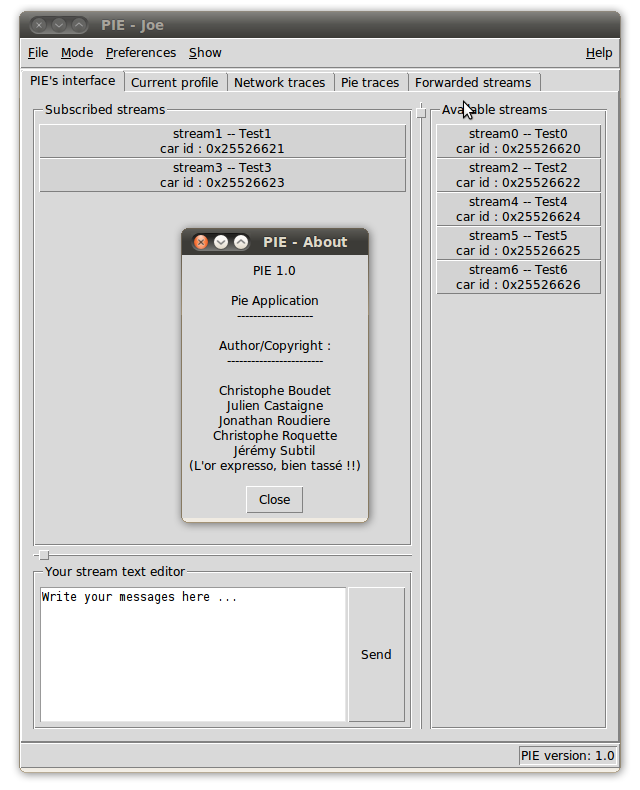 PIE - Joe
File Mode Preferences Show Help
PIE's interface Current profile Network traces Pie traces Forwarded streams
Subscribed streams
stream1 -- Test1
car id : 0x25526621
stream3 -- Test3
car id : 0x25526623
Available streams
stream0 -- Test0
car id : 0x25526620
stream2 -- Test2
car id : 0x25526622
stream4 -- Test4
car id : 0x25526624
stream5 -- Test5
car id : 0x25526625
stream6 -- Test6
car id : 0x25526626
PIE - About
PIE 1.0
Pie Application
-------------------
Author/Copyright :
------------------------
Christophe Boudet
Julien Castaigne
Jonathan Roudiere
Christophe Roquette
Jérémy Subtil
(L'or expresso, bien tassé !!)
Close
Your stream text editor
Write your messages here ...
Send
PIE version: 1.0